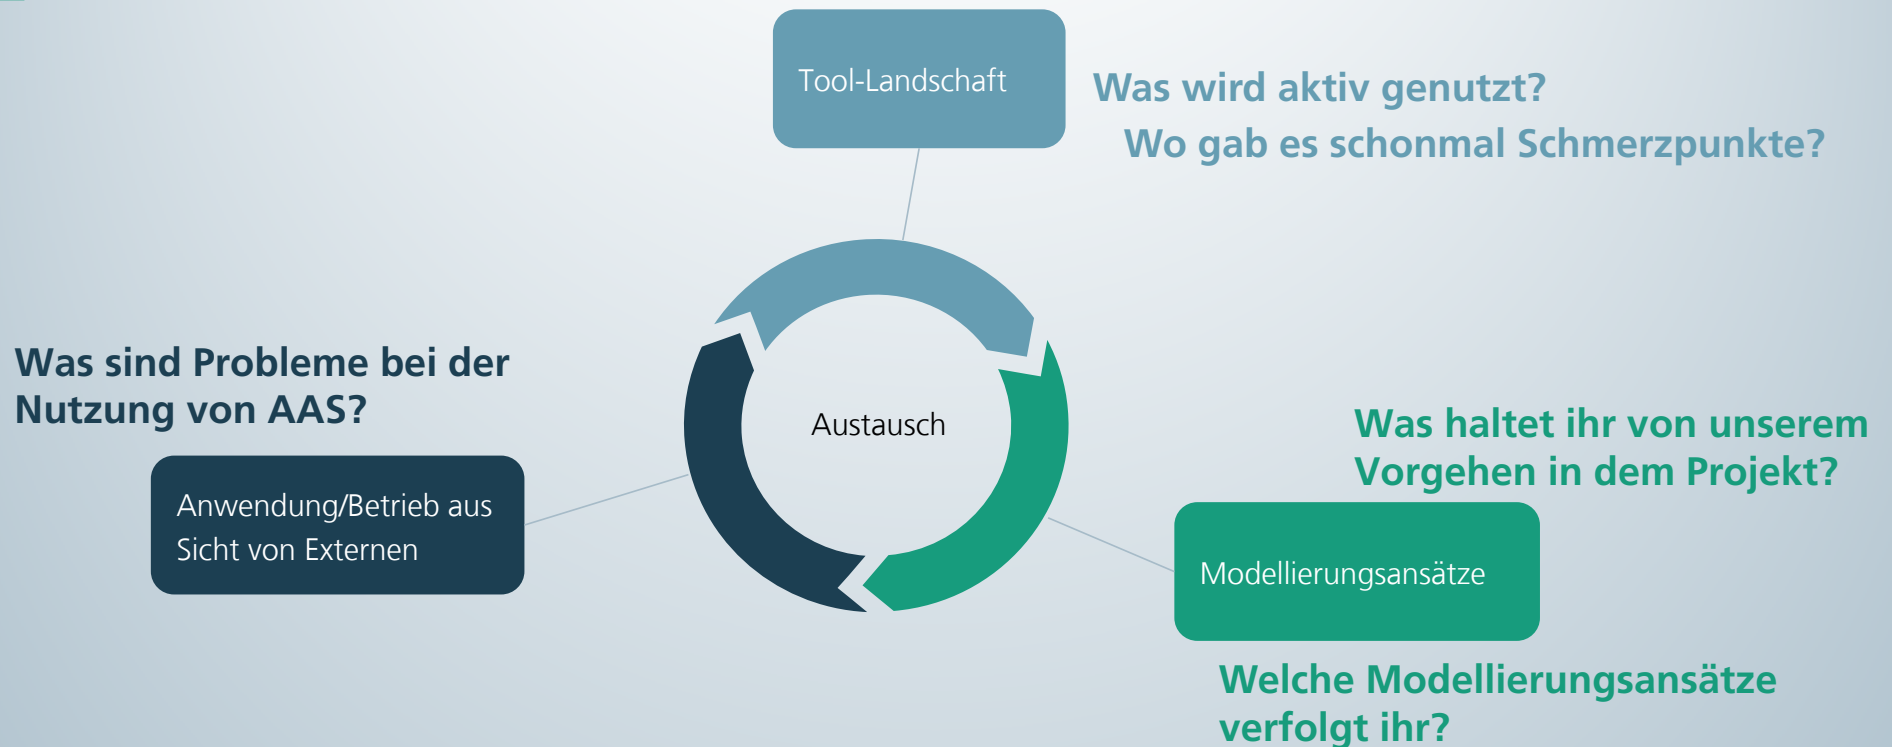 Tool-Landschaft
Was wird aktiv genutzt?
Wo gab es schonmal Schmerzpunkte?
Was sind Probleme bei der
Nutzung von AAS?
Anwendung/Betrieb aus
Sicht von Externen
Austausch
Was haltet ihr von unserem
Vorgehen in dem Projekt?
Modellierungsansätze
Welche Modellierungsansätze
verfolgt ihr?